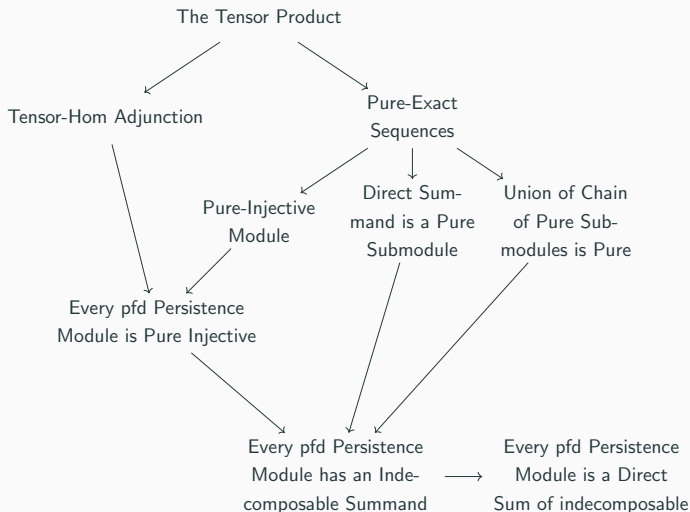 The Tensor Product
Tensor-Hom Adjunction
Pure-Exact
Sequences
Pure-Injective
Module
Direct Sum-
mand is a Pure
Submodule
Union of Chain
of Pure Sub-
modules is Pure
Every pfd Persistence
Module is Pure Injective
Every pfd Persistence
Module has an Inde-
composable Summand
Every pfd Persistence
Module is a Direct
Sum of indecomposable